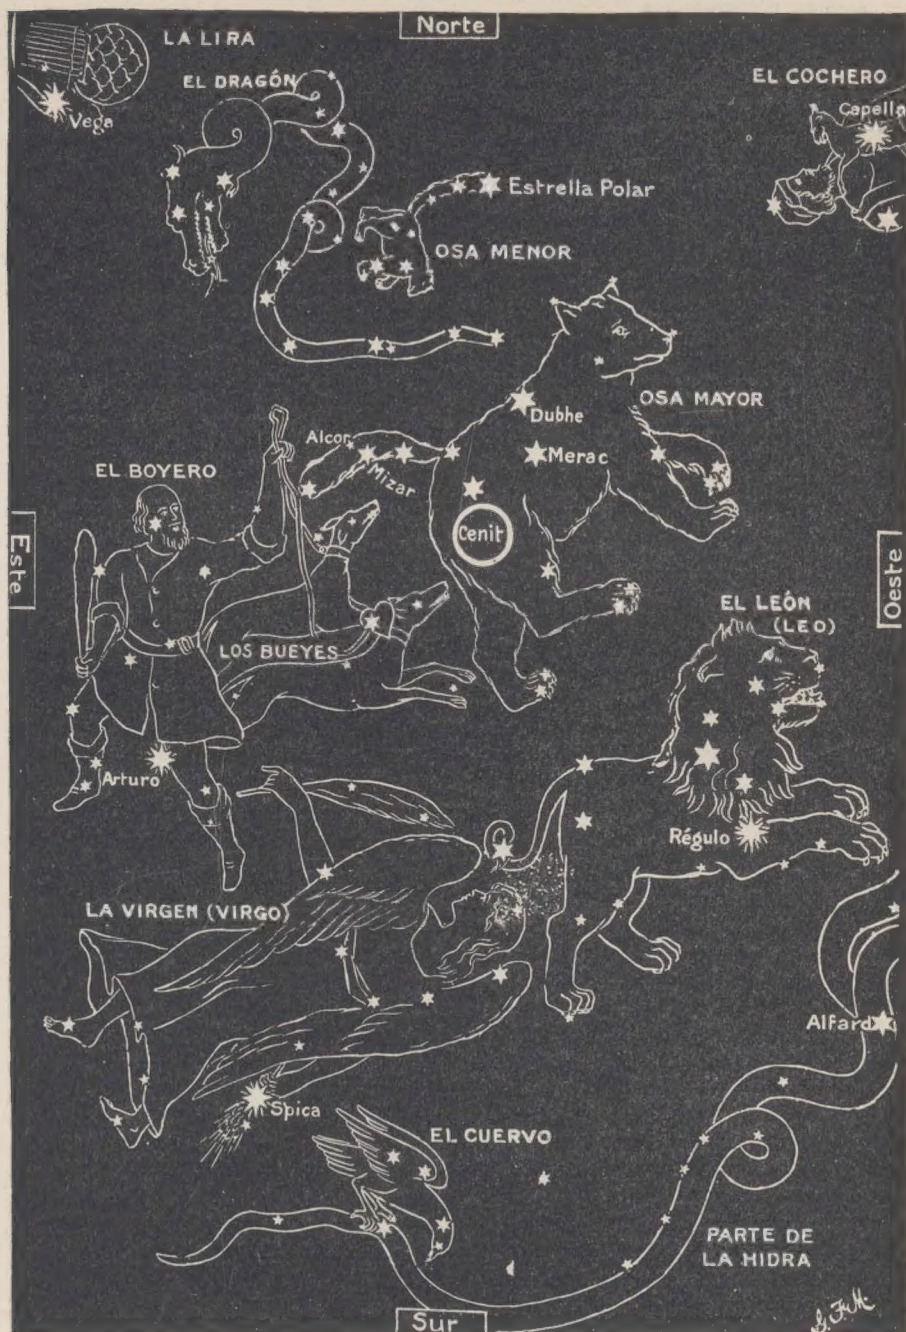 Norte
LA LIRA
EL DRAGÓN
EL COCHERO
Capella
Vega
Estrella Polar
OSA MENOR
OSA MAYOR
Dubhe
Alcor
Mizar
Merac
EL BOYERO
Cenit
Este
Oeste
EL LEÓN
(LEO)
LOS BUEYES
Arturo
Régulo
LA VIRGEN (VIRGO)
Alfard
Spica
EL CUERVO
PARTE DE
LA HIDRA
Sur
S. F. M.